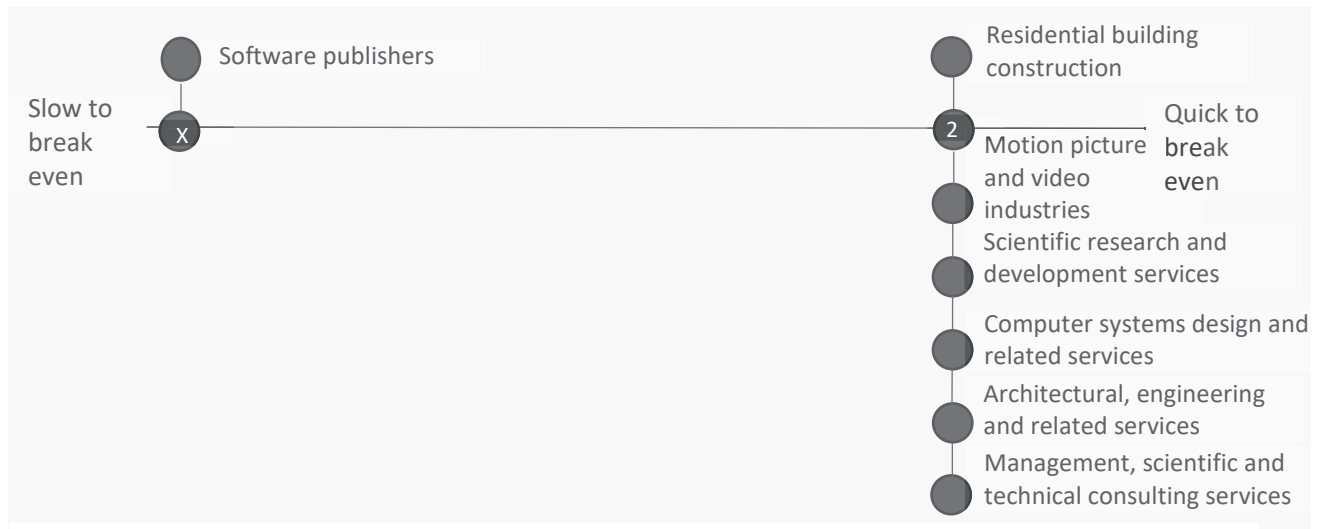 Software publishers
Residential building
construction
Slow to
break
even
X
2
Quick to
break
even
Motion picture
and video
industries
Scientific research and
development services
Computer systems design and
related services
Architectural, engineering
and related services
Management, scientific and
technical consulting services